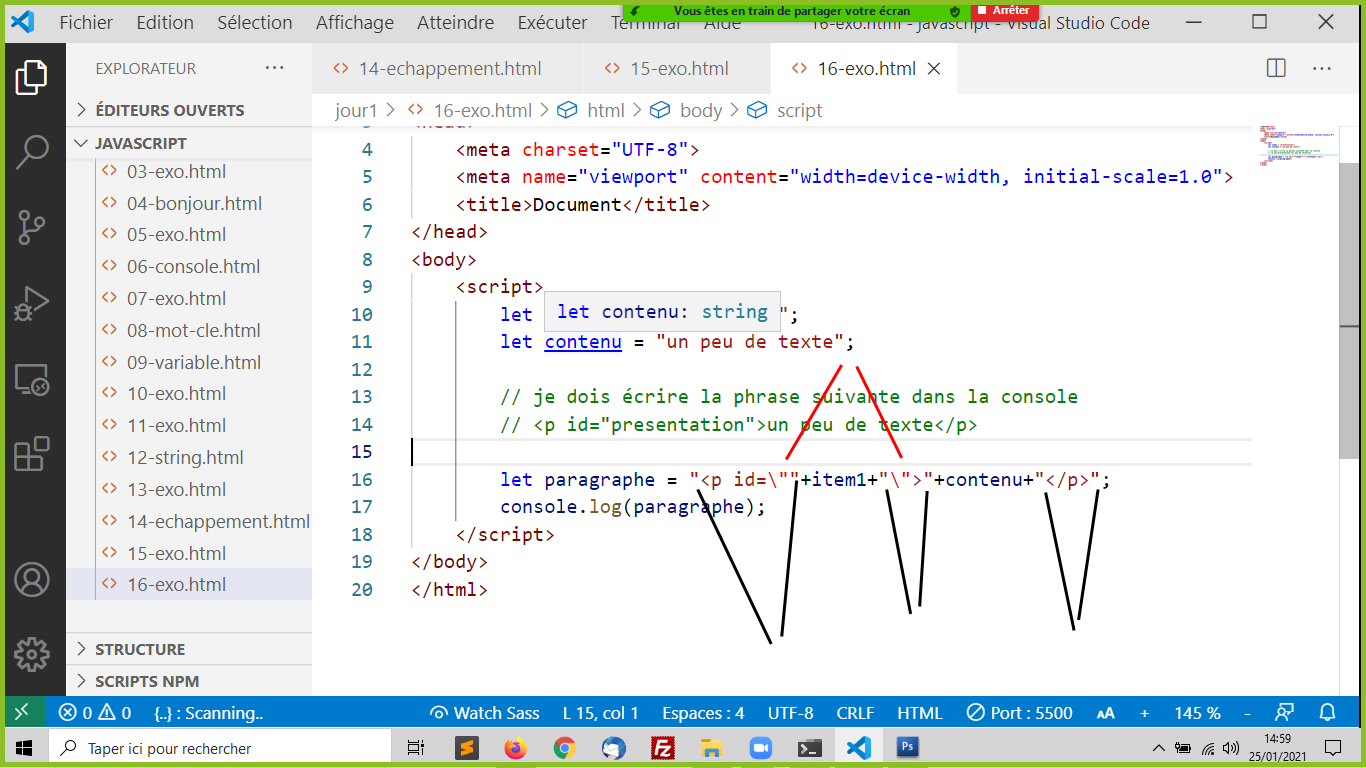 Fichier Edition Sélection Affichage Atteindre Exécuter Terminal Aide 16-exo.html - Javascript - Visual Studio Code
Vous êtes en train de partager votre écran Arrêter
EXPLORATEUR ···
14-echappement.html 15-exo.html 16-exo.html
ÉDITEURS OUVERTS
jour1 > 16-exo.html > html > body > script
JAVASCRIPT
03-exo.html
04-bonjour.html
05-exo.html
06-console.html
07-exo.html
08-mot-cle.html
09-variable.html
10-exo.html
11-exo.html
12-string.html
13-exo.html
14-echappement.html
15-exo.html
16-exo.html
STRUCTURE
SCRIPTS NPM
3 <head>
4 <meta charset="UTF-8">
5 <meta name="viewport" content="width=device-width, initial-scale=1.0">
6 <title>Document</title>
7 </head>
8 <body>
9 <script>
let contenu: string
10 let ";
11 let contenu = "un peu de texte";
12
13 // je dois écrire la phrase suivante dans la console
14 // <p id="presentation">un peu de texte</p>
15
16 let paragraphe = "<p id=\""+item1+"\">"+contenu+"</p>";
17 console.log(paragraphe);
18 </script>
19 </body>
20 </html>
0 0 {..} : Scanning.. Watch Sass L 15, col 1 Espaces : 4 UTF-8 CRLF HTML Port : 5500 AA + 145 % -
Taper ici pour rechercher
Fz
Ps
14:59
25/01/2021